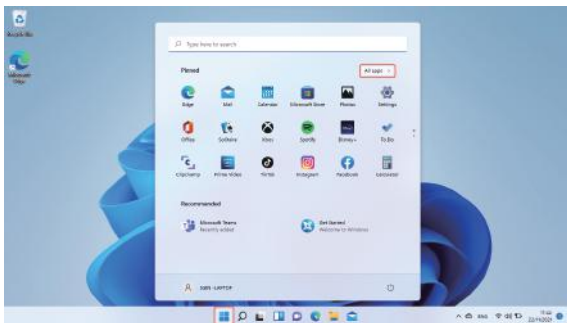 Recycle Bin
Microsoft
Edge
Type here to search
Pinned
All apps >
Edge
Mail
Calendar
Microsoft Store
Photos
Settings
Office
Solitaire
Xbox
Spotify
Disney+
To Do
Clipchamp
Prime Video
TikTok
Instagram
Facebook
Calculator
Recommended
Microsoft Teams
Recently added
Get Started
Welcome to Windows
LAPTOP
ENG